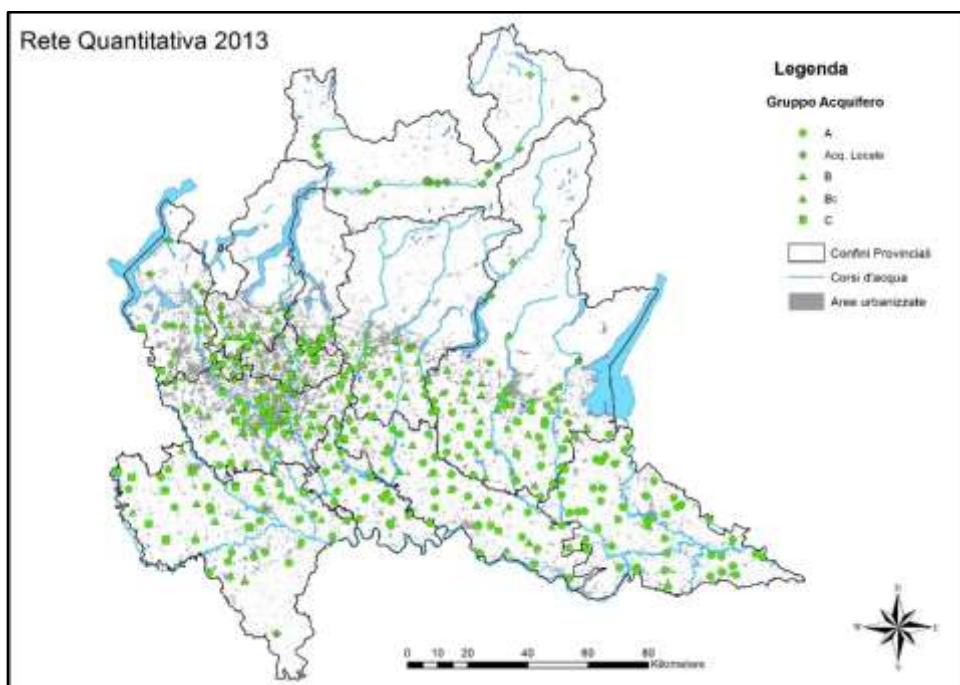 Rete Quantitativa 2013
Legenda
Gruppo Acquifero
A
Acq. Locale
B
Bc
C
Confini Provinciali
Corsi d'acqua
Aree urbanizzate
W E
S
0 10 20 40 60 80
Kilometers